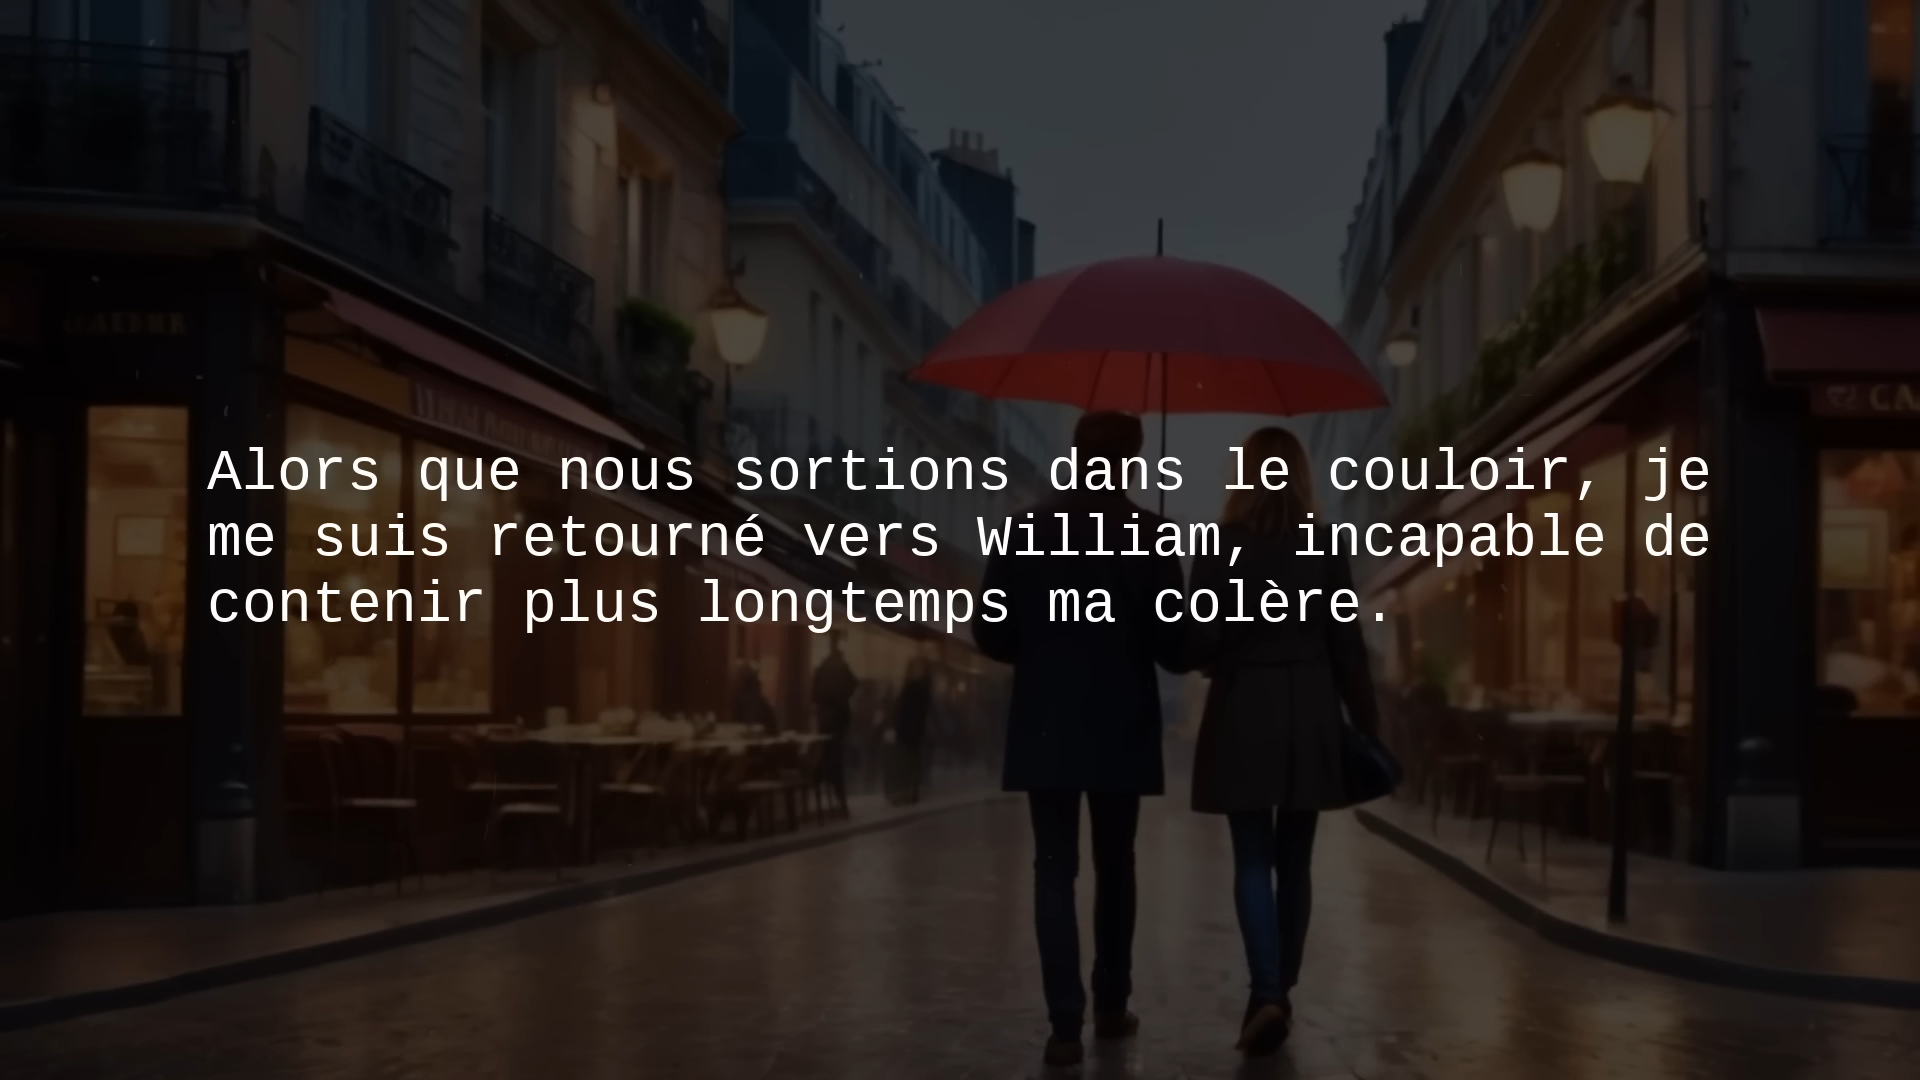 Alors que nous sortions dans le couloir, je
me suis retourné vers William, incapable de
contenir plus longtemps ma colère.